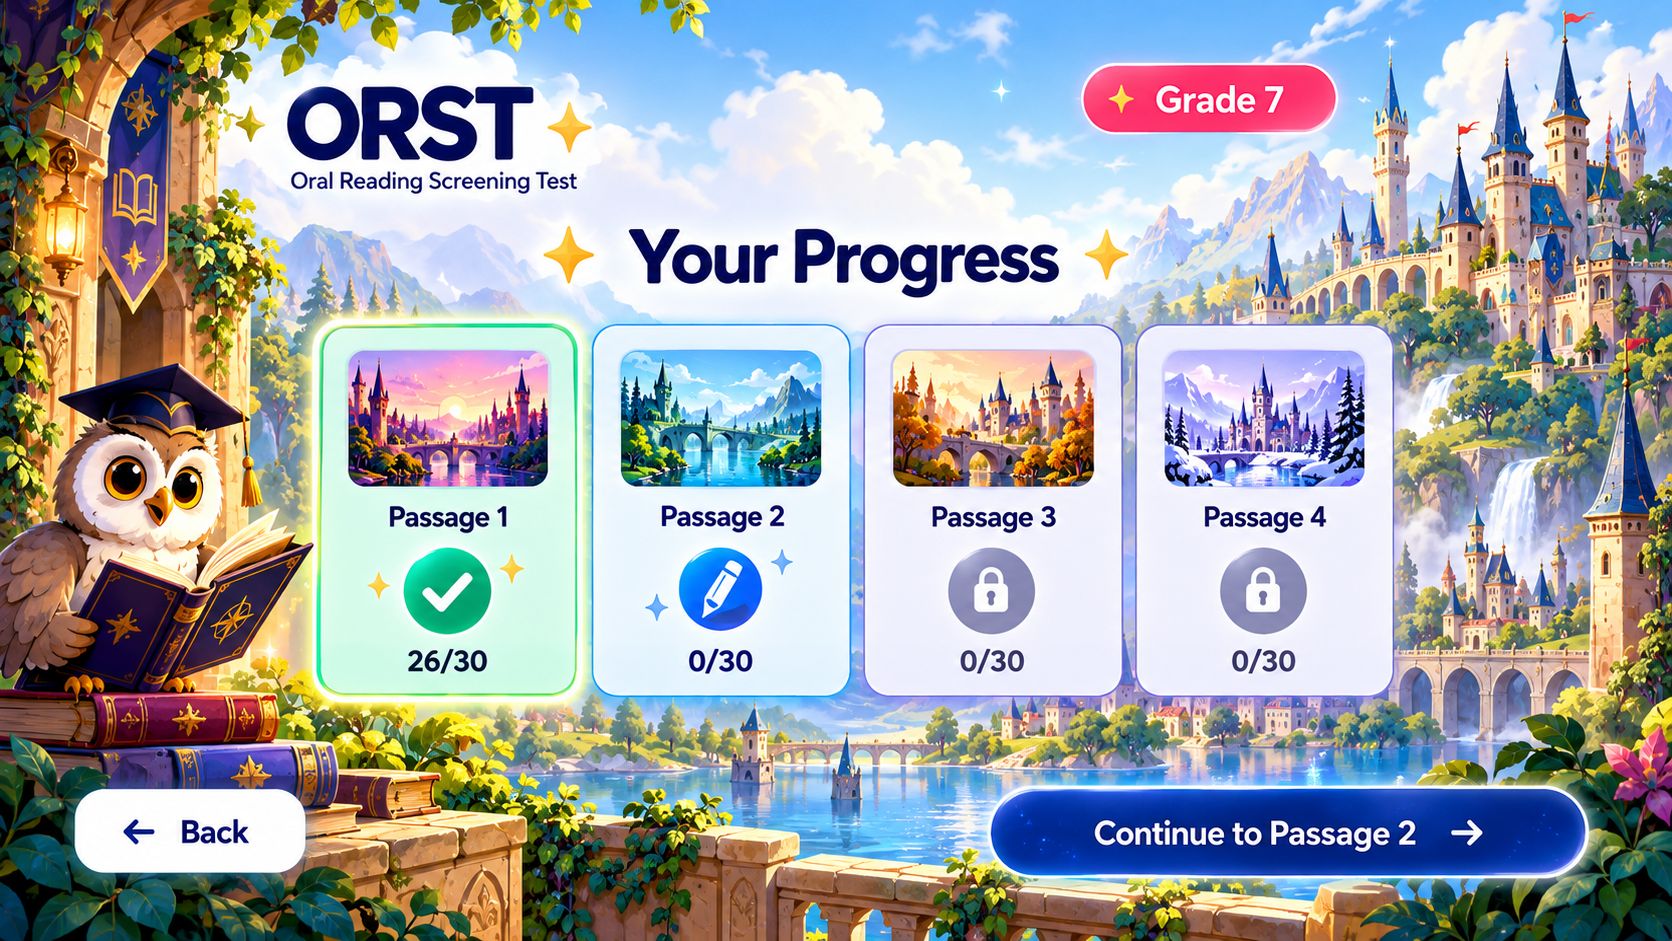 ORST
Oral Reading Screening Test
Grade 7
Your Progress
Passage 1
26/30
Passage 2
0/30
Passage 3
0/30
Passage 4
0/30
← Back
Continue to Passage 2 →